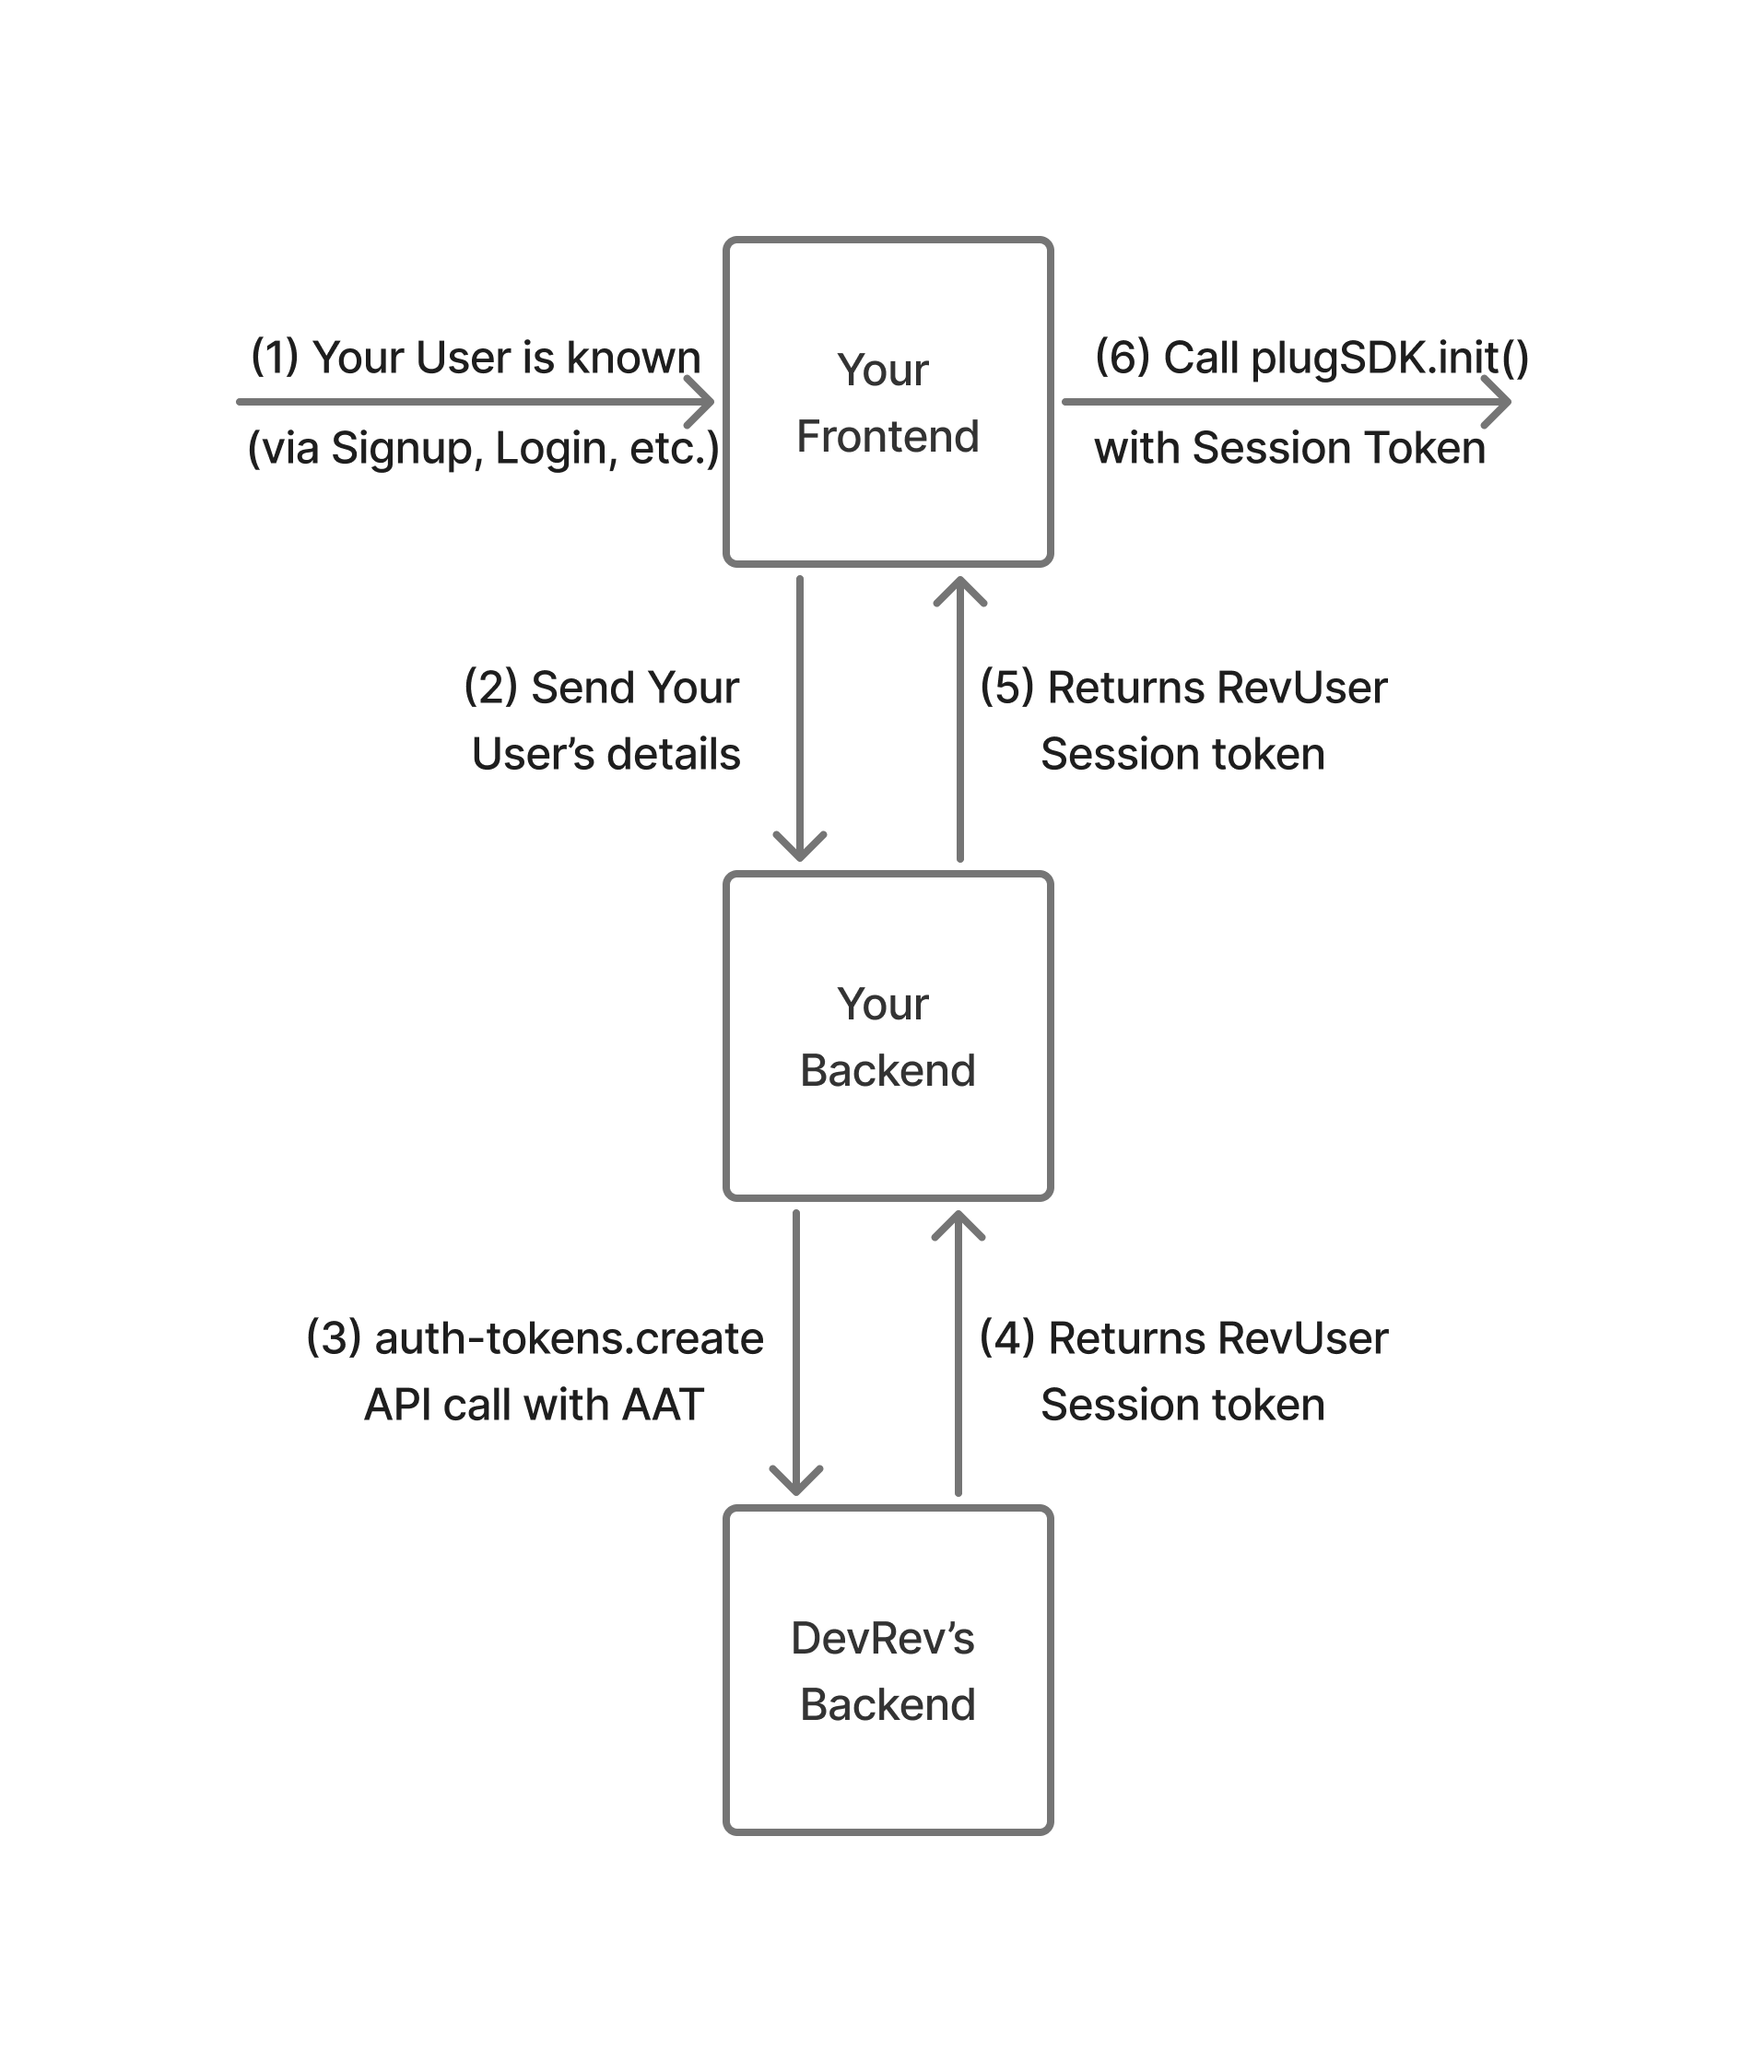 (1) Your User is known
(via Signup, Login, etc.)
Your
Frontend
(6) Call plugSDK.init()
with Session Token
(2) Send Your
User’s details
(5) Returns RevUser
Session token
Your
Backend
(3) auth-tokens.create
API call with AAT
(4) Returns RevUser
Session token
DevRev’s
Backend